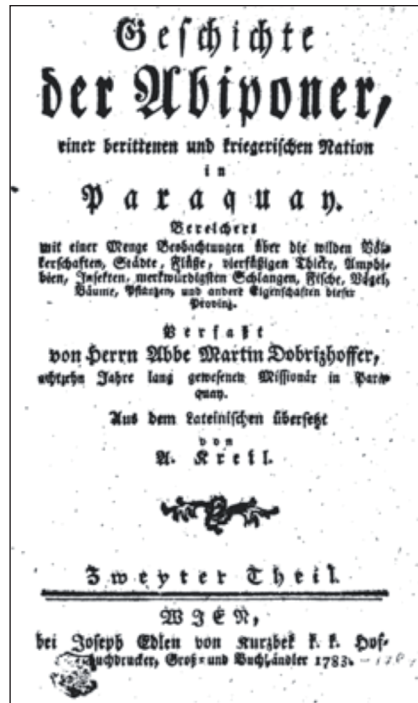 Geschichte
der Abiponer,
einer berittenen und kriegerischen Nation
in
Paraquay.
Bereichert
mit einer Menge Beobachtungen über die wilden Völ-
kerschaften, Städte, Flüße, vierfüßigen Thiere, Amphi-
bien, Insekten, merkwürdigsten Schlangen, Fische, Vögel,
Bäume, Pflanzen, und andere Eigenschaften dieser
Provinz.
Verfaßt
von Herrn Abbe Martin Dobrizhoffer,
achtzehn Jahre lang gewesenen Missionär in Para-
quay.
Aus dem Lateinischen übersetzt
von
A. Kreil.
Zweyter Theil.
WIEN,
bei Joseph Edlen von Kurzbek k. k. Hof-
buchdrucker, Groß- und Buchhändler 1783.